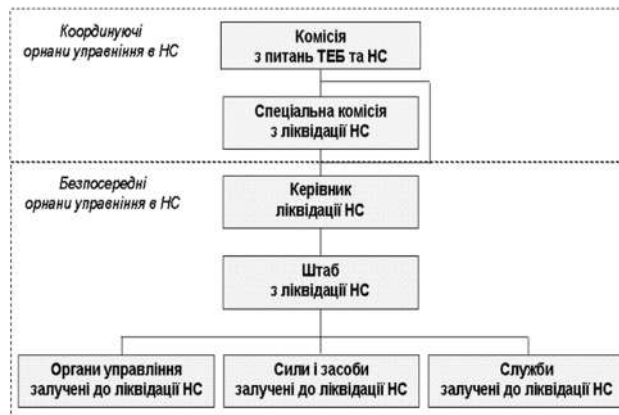 Координуючі
орнани управніння в НС
Комісія
з питань ТЕБ та НС
Спеціальна комісія
з ліквідації НС
Безпосередні
орнани управніння в НС
Керівник
ліквідації НС
Штаб
з ліквідації НС
Органи управління
залучені до ліквідації НС
Сили і засоби
залучені до ліквідації НС
Служби
залучені до ліквідації НС